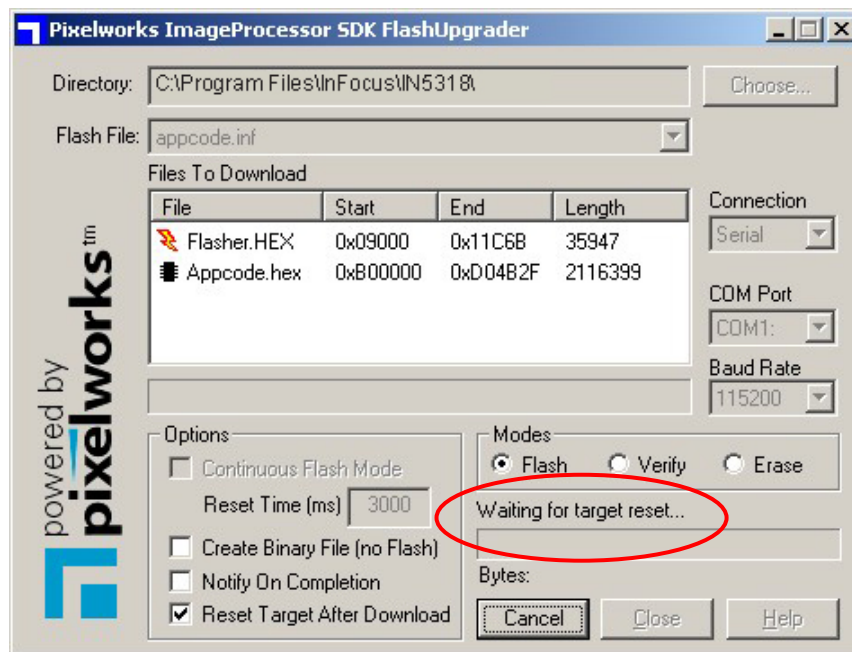 Pixelworks ImageProcessor SDK FlashUpgrader
Directory: C:\Program Files\InFocus\IN5318\ Choose...
Flash File: appcode.inf
Files To Download
File Start End Length
Flasher.HEX 0x09000 0x11C6B 35947
Appcode.hex 0xB00000 0xD04B2F 2116399
Connection
Serial
COM Port
COM1:
Baud Rate
115200
powered by
pixelworks™
Options
Continuous Flash Mode
Reset Time (ms) 3000
Create Binary File (no Flash)
Notify On Completion
Reset Target After Download
Modes
Flash Verify Erase
Waiting for target reset...
Bytes:
Cancel Close Help